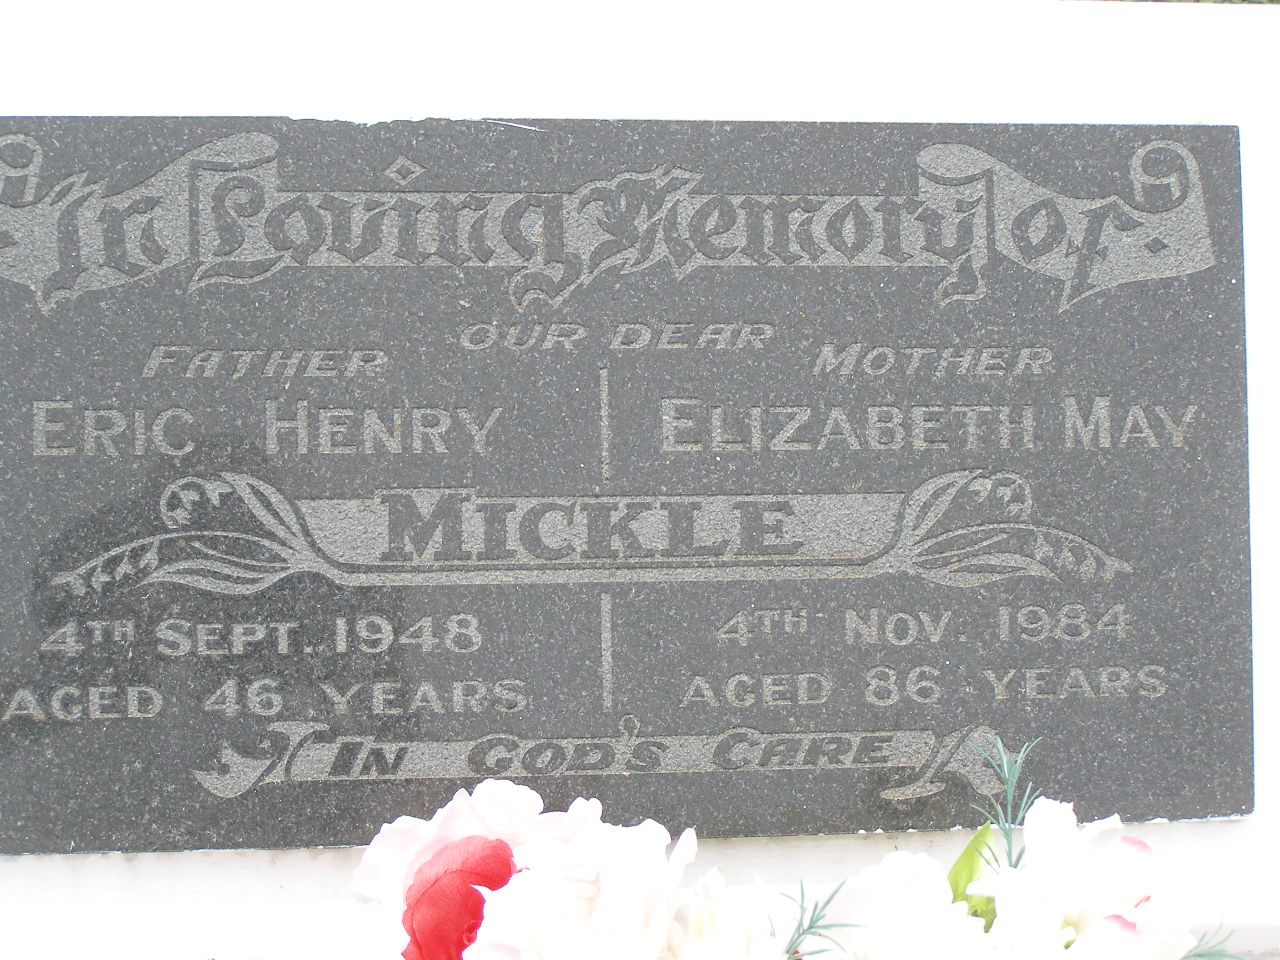 In Loving Memory of.
OUR DEAR
FATHER MOTHER
ERIC HENRY ELIZABETH MAY
MICKLE
4TH SEPT. 1948 4TH NOV. 1984
AGED 46 YEARS AGED 86 YEARS
IN GOD'S CARE